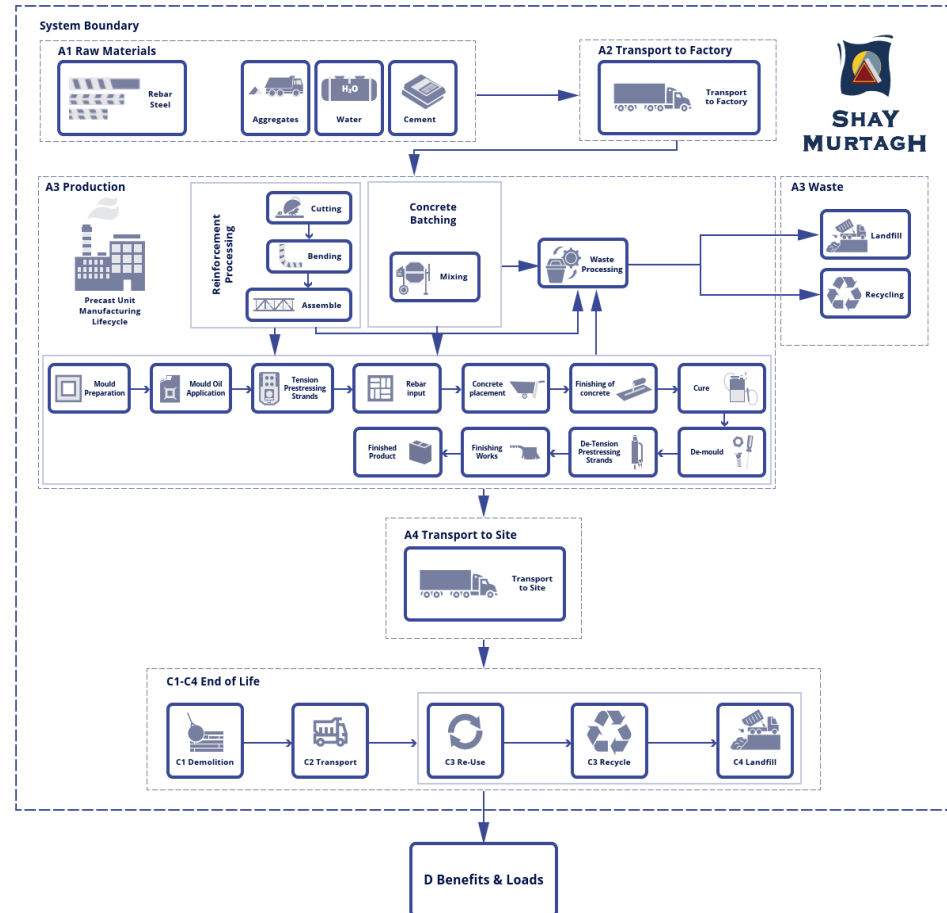 System Boundary
A1 Raw Materials
Rebar
Steel
Aggregates
H₂O
Water
Cement
A2 Transport to Factory
Transport
to Factory
SHAY
MURTAGH
A3 Production
Precast Unit
Manufacturing
Lifecycle
Reinforcement
Processing
Cutting
Bending
Assemble
Concrete
Batching
Mixing
Waste
Processing
A3 Waste
Landfill
Recycling
Mould
Preparation
Mould Oil
Application
Tension
Prestressing
Strands
Rebar
input
Concrete
placement
Finishing of
concrete
Cure
Finished
Product
Finishing
Works
De-Tension
Prestressing
Strands
De-mould
A4 Transport to Site
Transport
to Site
C1-C4 End of Life
C1 Demolition
C2 Transport
C3 Re-Use
C3 Recycle
C4 Landfill
D Benefits & Loads